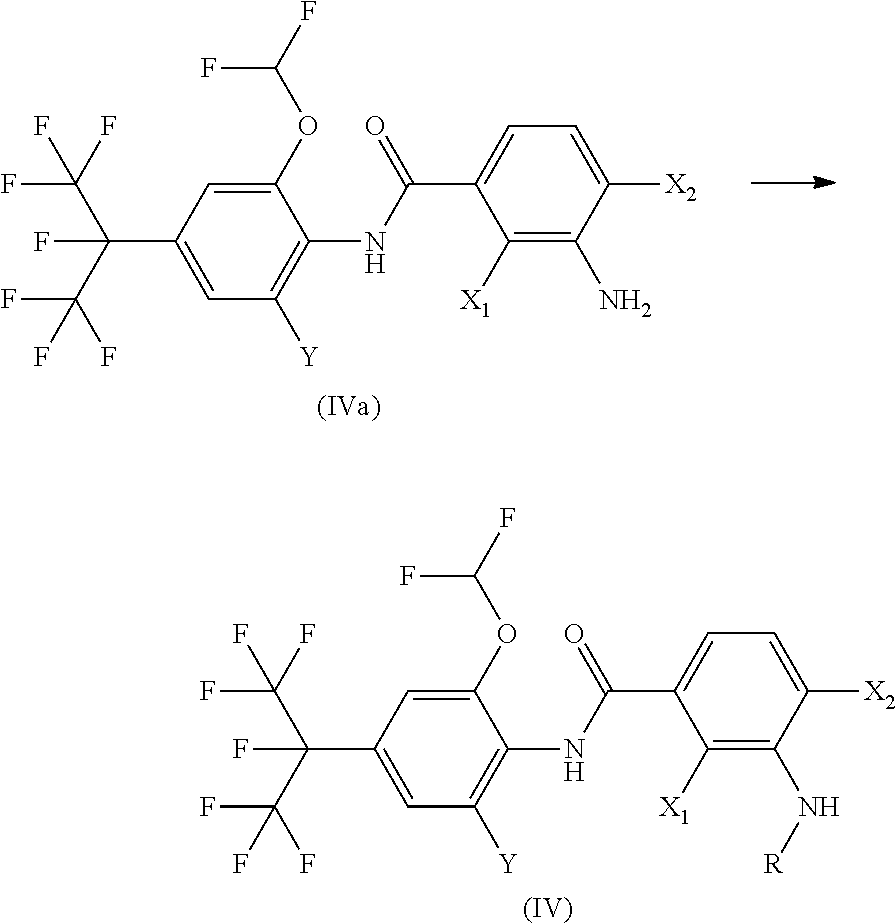 F
F
F F O O
F X₂
F N
H
F X₁ NH₂
F F Y
(IVa)
F
F
F F O O
F X₂
F N
H
F X₁ NH
F F Y R
(IV)